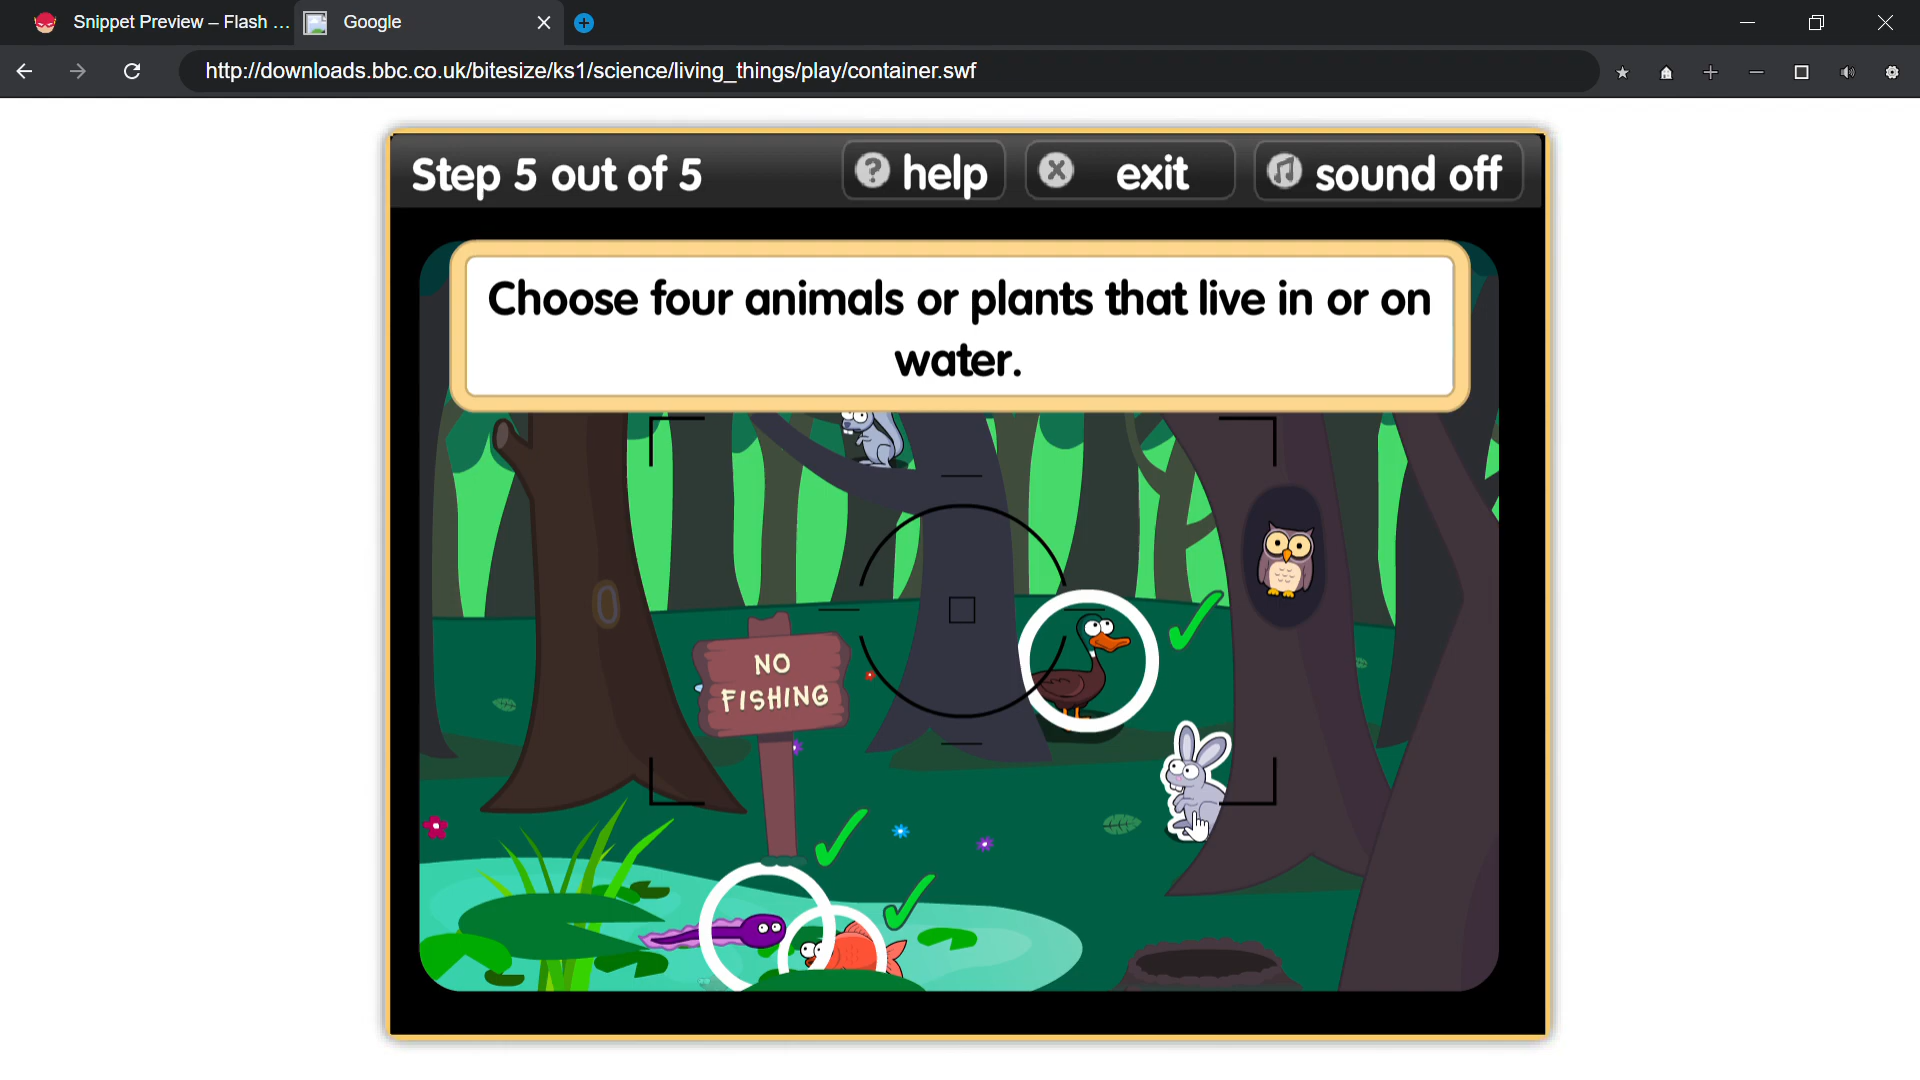 Snippet Preview – Flash ...
Google
http://downloads.bbc.co.uk/bitesize/ks1/science/living_things/play/container.swf
Step 5 out of 5
help
exit
sound off
Choose four animals or plants that live in or on
water.
NO
FISHING